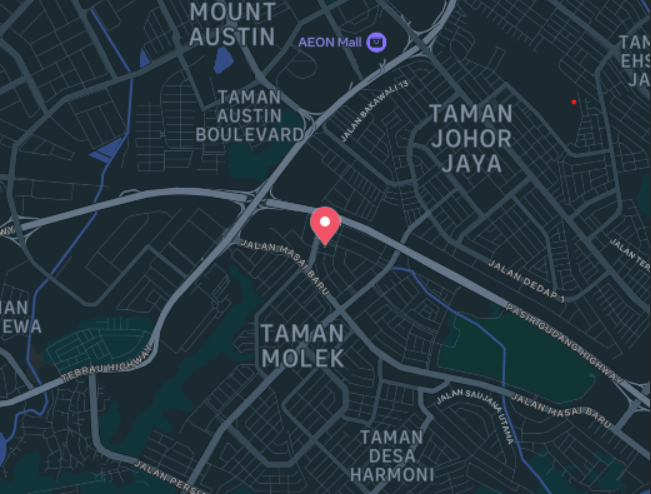 MOUNT
AUSTIN
AEON Mall
TAMAN
AUSTIN
BOULEVARD
JALAN BAKAWALI 13
TAMAN
JOHOR
JAYA
JALAN MASAI BARU
JALAN DEDAP 1
PASIR GUDANG HIGHWAY
TAMAN
MOLEK
TEBRAU HIGHWAY
JALAN SAUJANA UTAMA
JALAN MASAI BARU
TAMAN
DESA
HARMONI